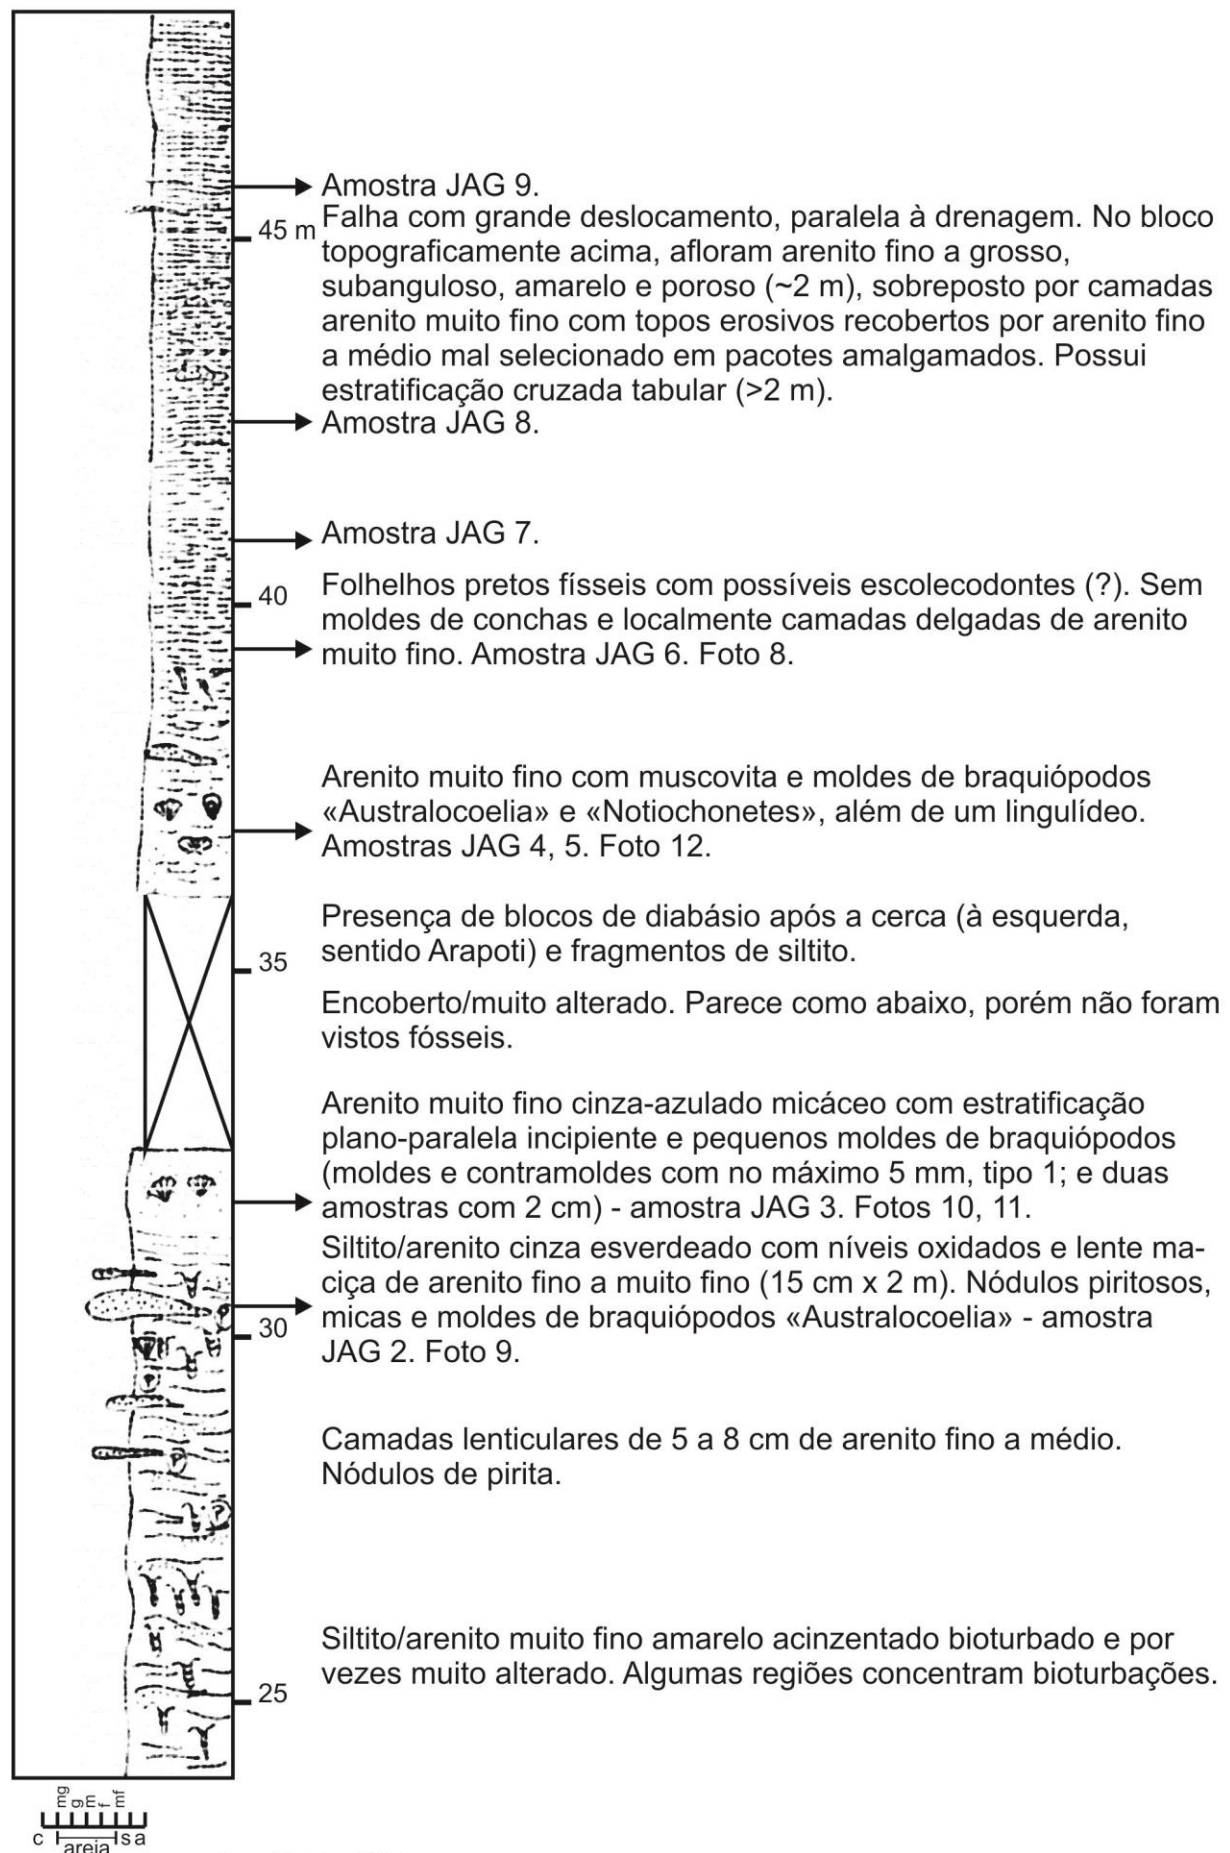 Amostra JAG 9.
45 m
Falha com grande deslocamento, paralela à drenagem. No bloco
topograficamente acima, afloram arenito fino a grosso,
subanguloso, amarelo e poroso (~2 m), sobreposto por camadas
arenito muito fino com topos erosivos recobertos por arenito fino
a médio mal selecionado em pacotes amalgamados. Possui
estratificação cruzada tabular (>2 m).
Amostra JAG 8.
Amostra JAG 7.
40
Folhelhos pretos físseis com possíveis escolecodontes (?). Sem
moldes de conchas e localmente camadas delgadas de arenito
muito fino. Amostra JAG 6. Foto 8.
Arenito muito fino com muscovita e moldes de braquiópodos
«Australocoelia» e «Notiochonetes», além de um lingulídeo.
Amostras JAG 4, 5. Foto 12.
Presença de blocos de diabásio após a cerca (à esquerda,
sentido Arapoti) e fragmentos de siltito.
35
Encoberto/muito alterado. Parece como abaixo, porém não foram
vistos fósseis.
Arenito muito fino cinza-azulado micáceo com estratificação
plano-paralela incipiente e pequenos moldes de braquiópodos
(moldes e contramoldes com no máximo 5 mm, tipo 1; e duas
amostras com 2 cm) - amostra JAG 3. Fotos 10, 11.
Siltito/arenito cinza esverdeado com níveis oxidados e lente ma-
ciça de arenito fino a muito fino (15 cm x 2 m). Nódulos piritosos,
micas e moldes de braquiópodos «Australocoelia» - amostra
JAG 2. Foto 9.
30
Camadas lenticulares de 5 a 8 cm de arenito fino a médio.
Nódulos de pirita.
Siltito/arenito muito fino amarelo acinzentado bioturbado e por
vezes muito alterado. Algumas regiões concentram bioturbações.
25
mg g m f mf
c s a
areia